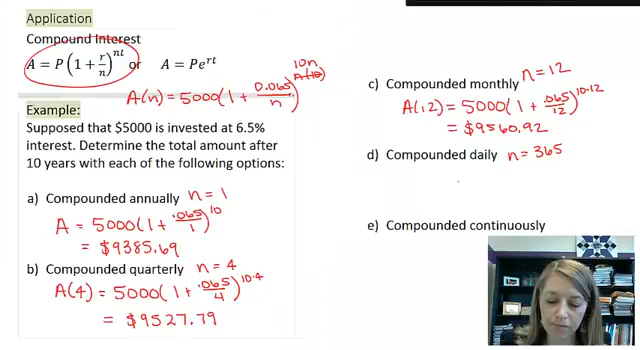 Application
Compound Interest
A = P(1 + r/n)^nt or A = Pe^rt
10n
A(n) = 5000(1 + 0.065/n)
Example:
Supposed that $5000 is invested at 6.5%
interest. Determine the total amount after
10 years with each of the following options:
a) Compounded annually n = 1
A = 5000(1 + .065/1)^10
= $9385.69
b) Compounded quarterly n = 4
A(4) = 5000(1 + .065/4)^10·4
= $9527.79
c) Compounded monthly n = 12
A(12) = 5000(1 + .065/12)^10·12
= $9560.92
d) Compounded daily n = 365
e) Compounded continuously